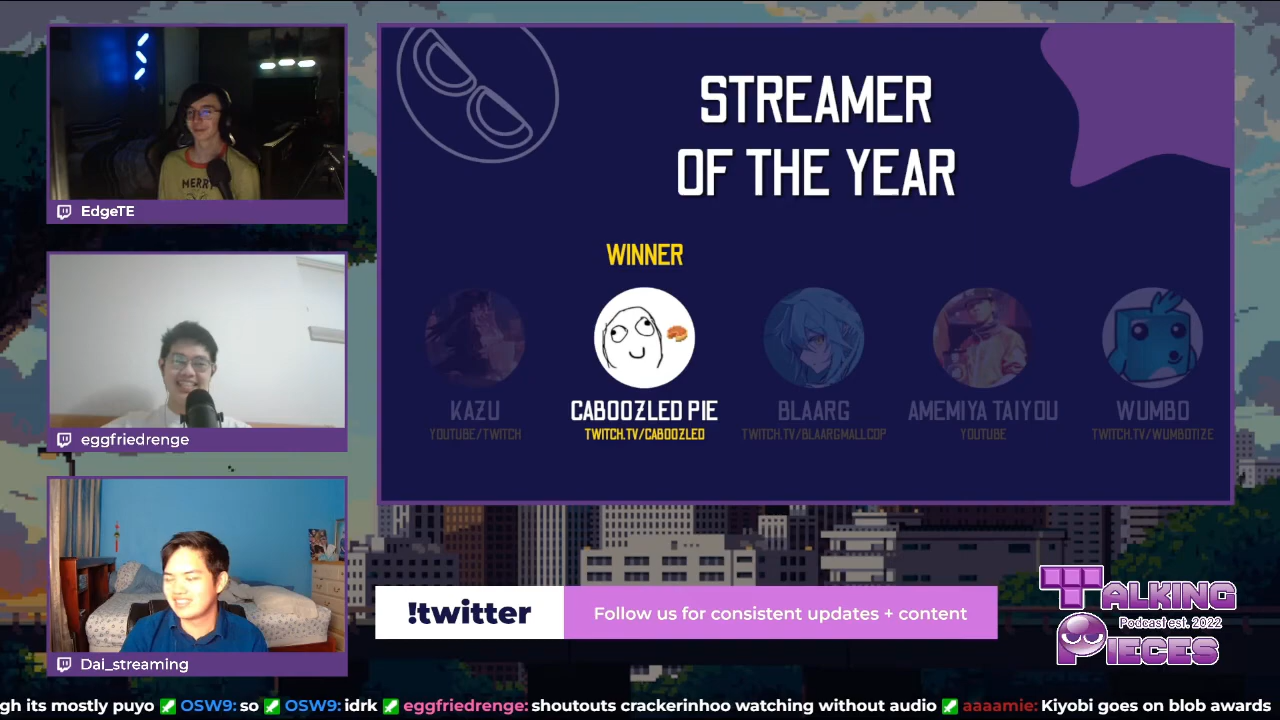 MERRY
EdgeTE
eggfriedrenge
Dai_streaming
STREAMER
OF THE YEAR
WINNER
KAZU
YOUTUBE/TWITCH
CABOOZLED PIE
TWITCH.TV/CABOOZLED
BLAARG
TWITCH.TV/BLAARGMALLCOP
AMEMIYA TAIYOU
YOUTUBE
WUMBO
TWITCH.TV/WUMBOTIZE
!twitter
Follow us for consistent updates + content
TALKING
Podcast est. 2022
PIECES
gh its mostly puyo OSW9: so OSW9: idrk eggfriedrenge: shoutouts crackerinhoo watching without audio aaaamie: Kiyobi goes on blob awards